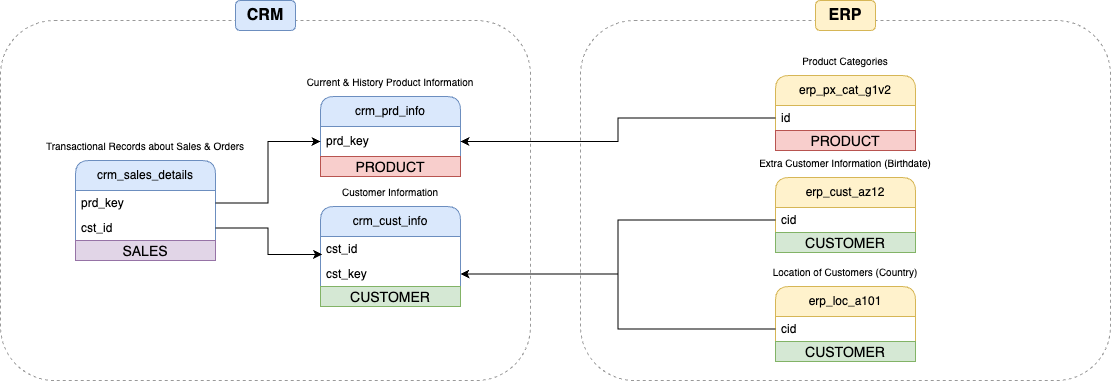 CRM
Current & History Product Information
crm_prd_info
prd_key
PRODUCT
Transactional Records about Sales & Orders
crm_sales_details
prd_key
cst_id
SALES
Customer Information
crm_cust_info
cst_id
cst_key
CUSTOMER
ERP
Product Categories
erp_px_cat_g1v2
id
PRODUCT
Extra Customer Information (Birthdate)
erp_cust_az12
cid
CUSTOMER
Location of Customers (Country)
erp_loc_a101
cid
CUSTOMER